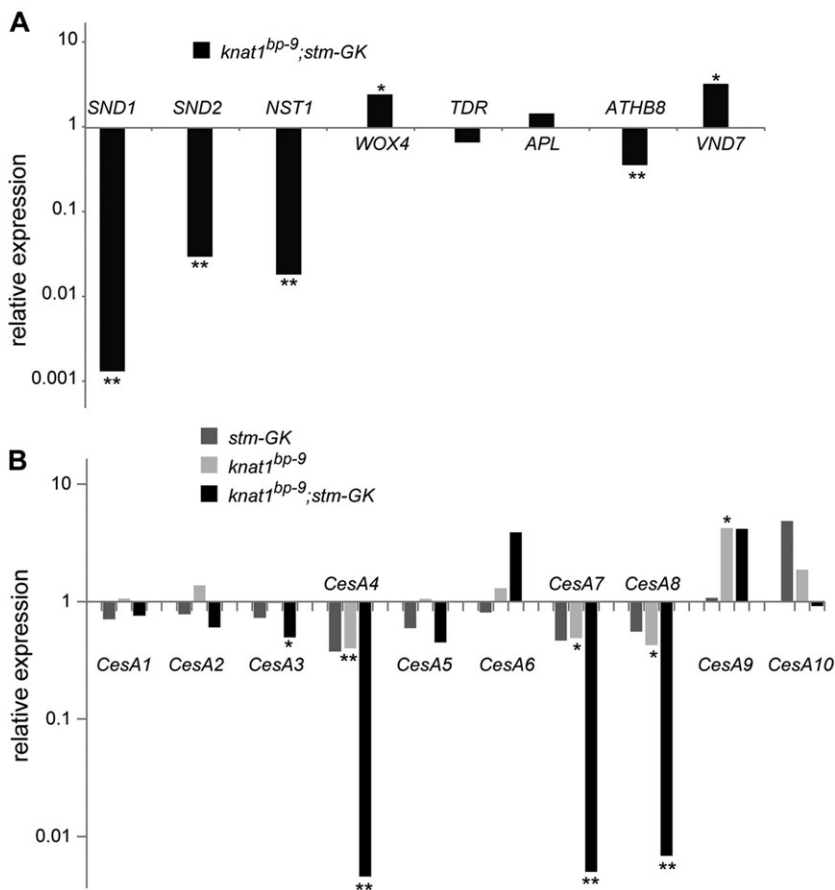 A
knat1bp-9;stm-GK
relative expression
10
1
0.1
0.01
0.001
SND1 SND2 NST1 * TDR ATHB8 *
WOX4 APL VND7
**
** **
**
stm-GK
knat1bp-9
knat1bp-9;stm-GK
B
relative expression
10
1
0.1
0.01
*
CesA4 CesA7 CesA8
** * *
CesA1 CesA2 CesA3 CesA5 CesA6 CesA9 CesA10
*
** ** **